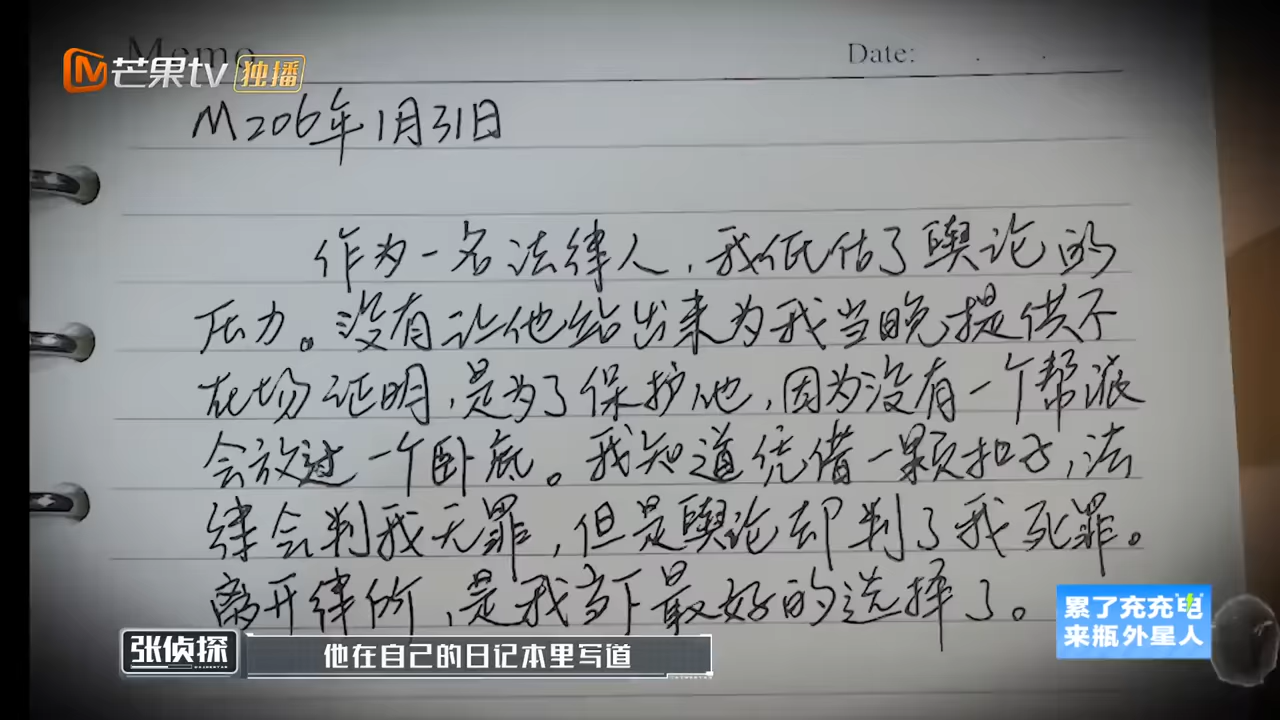 Memo
Date:
芒果tv 独播
M206年1月31日
作为一名法律人,我低估了舆论的
压力。没有让他站出来为我当晚提供不
在场证明,是为了保护他,因为没有一个帮派
会放过一个卧底。我知道凭借一颗扣子,法
律会判我无罪,但是舆论却判了我死罪。
离开律所,是我当下最好的选择了。
张侦探 他在自己的日记本里写道
累了充充电
来瓶外星人